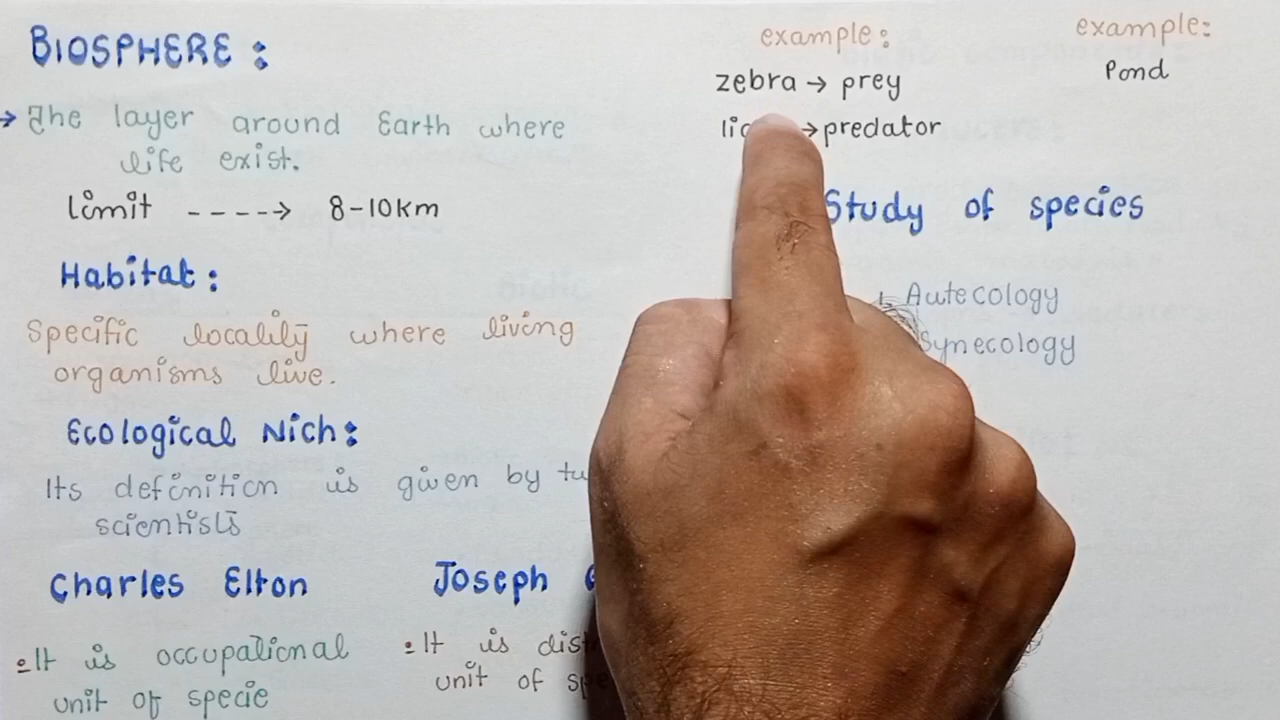 BIOSPHERE:
→ The layer around Earth where
life exist.
limit ----→ 8-10km
Habitat:
Specific locality where living
organisms live.
Ecological Nich:
Its definition is given by
scientists
Charles Elton
Joseph
It is occupational
unit of specie
It is
unit of
example:
zebra → prey
→ predator
example:
Pond
Study of species
Autecology
Synecology